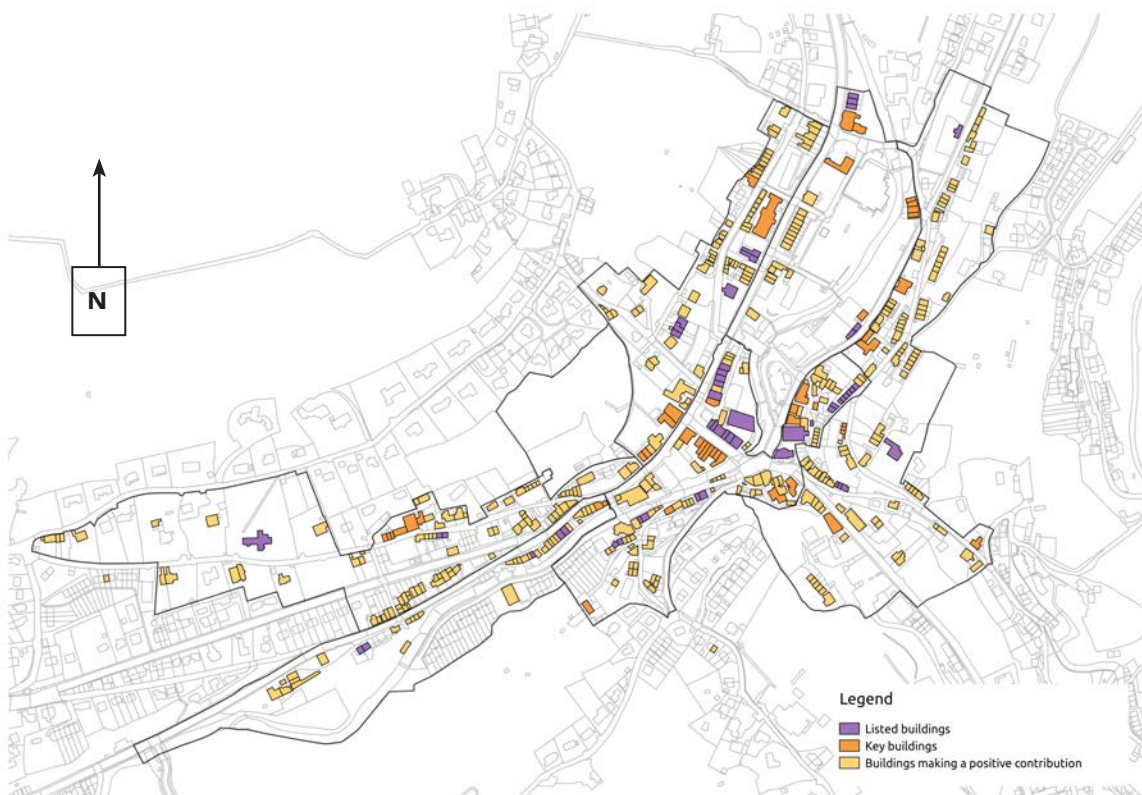 N
Legend
Listed buildings
Key buildings
Buildings making a positive contribution